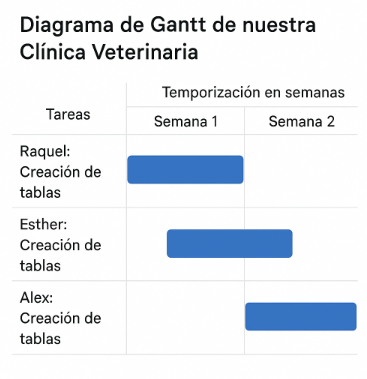 Diagrama de Gantt de nuestra
Clínica Veterinaria
Temporización en semanas
Tareas
Semana 1
Semana 2
Raquel:
Creación de
tablas
Esther:
Creación de
tablas
Alex:
Creación de
tablas